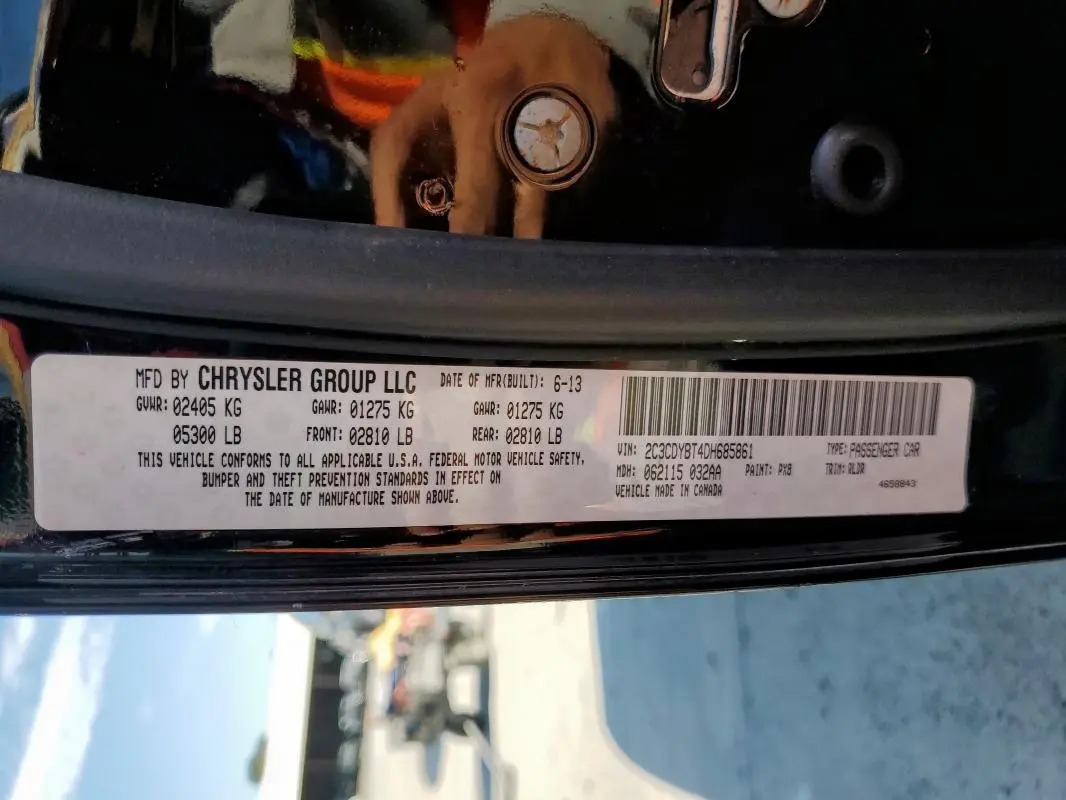 MFD BY CHRYSLER GROUP LLC DATE OF MFR(BUILT): 6-13
GVWR: 02405 KG GAWR: 01275 KG GAWR: 01275 KG
05300 LB FRONT: 02810 LB REAR: 02810 LB
THIS VEHICLE CONFORMS TO ALL APPLICABLE U.S.A. FEDERAL MOTOR VEHICLE SAFETY,
BUMPER AND THEFT PREVENTION STANDARDS IN EFFECT ON
THE DATE OF MANUFACTURE SHOWN ABOVE.
VIN: 2C3CDYBT4DH685861 TYPE: PASSENGER CAR
MDH: 062115 032AA PAINT: PX8 TRIM: RLDR
VEHICLE MADE IN CANADA 4658843